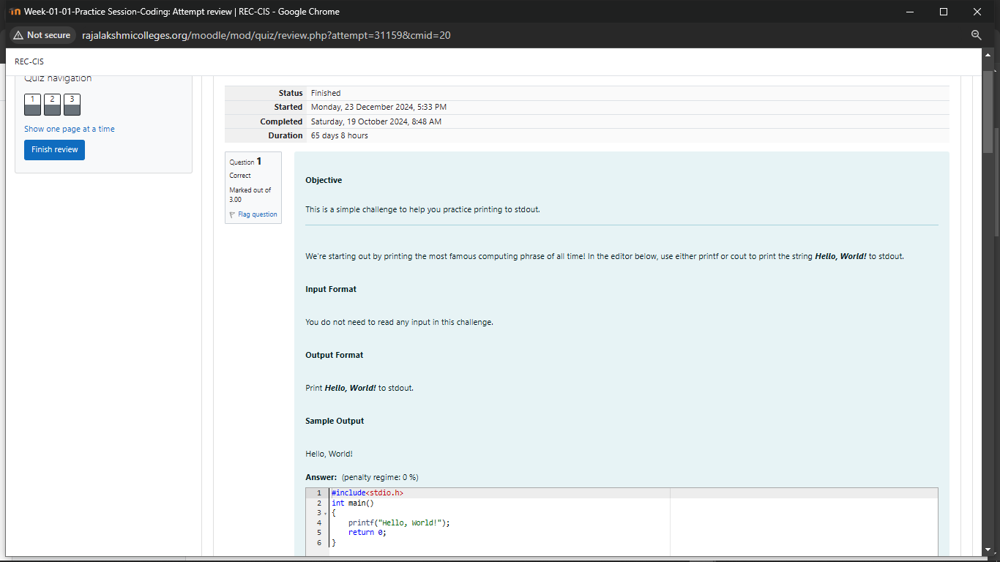 Week-01-01-Practice Session-Coding: Attempt review | REC-CIS - Google Chrome
Not secure rajalakshmicolleges.org/moodle/mod/quiz/review.php?attempt=31159&cmid=20
REC-CIS
Quiz navigation
1 2 3
Show one page at a time
Finish review
Status Finished
Started Monday, 23 December 2024, 5:33 PM
Completed Saturday, 19 October 2024, 8:48 AM
Duration 65 days 8 hours
Question 1
Correct
Marked out of
3.00
Flag question
Objective
This is a simple challenge to help you practice printing to stdout.
We're starting out by printing the most famous computing phrase of all time! In the editor below, use either printf or cout to print the string Hello, World! to stdout.
Input Format
You do not need to read any input in this challenge.
Output Format
Print Hello, World! to stdout.
Sample Output
Hello, World!
Answer: (penalty regime: 0 %)
1 #include<stdio.h>
2 int main()
3 {
4 printf("Hello, World!");
5 return 0;
6 }